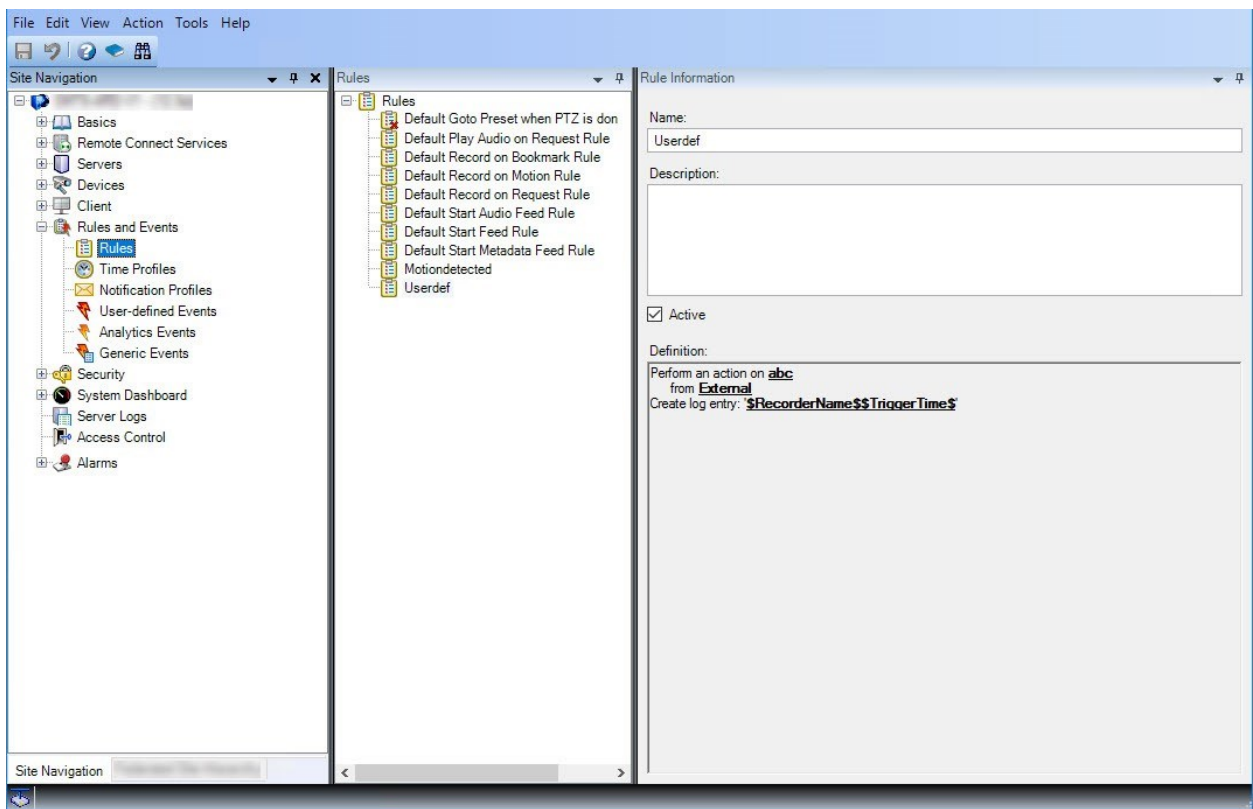 File Edit View Action Tools Help
Site Navigation
Rules
Rule Information
Basics
Remote Connect Services
Servers
Devices
Client
Rules and Events
Rules
Time Profiles
Notification Profiles
User-defined Events
Analytics Events
Generic Events
Security
System Dashboard
Server Logs
Access Control
Alarms
Site Navigation
Rules
Default Goto Preset when PTZ is don
Default Play Audio on Request Rule
Default Record on Bookmark Rule
Default Record on Motion Rule
Default Record on Request Rule
Default Start Audio Feed Rule
Default Start Feed Rule
Default Start Metadata Feed Rule
Motiondetected
Userdef
Name:
Userdef
Description:
Active
Definition:
Perform an action on abc
from External
Create log entry: '$RecorderName$$TriggerTime$'